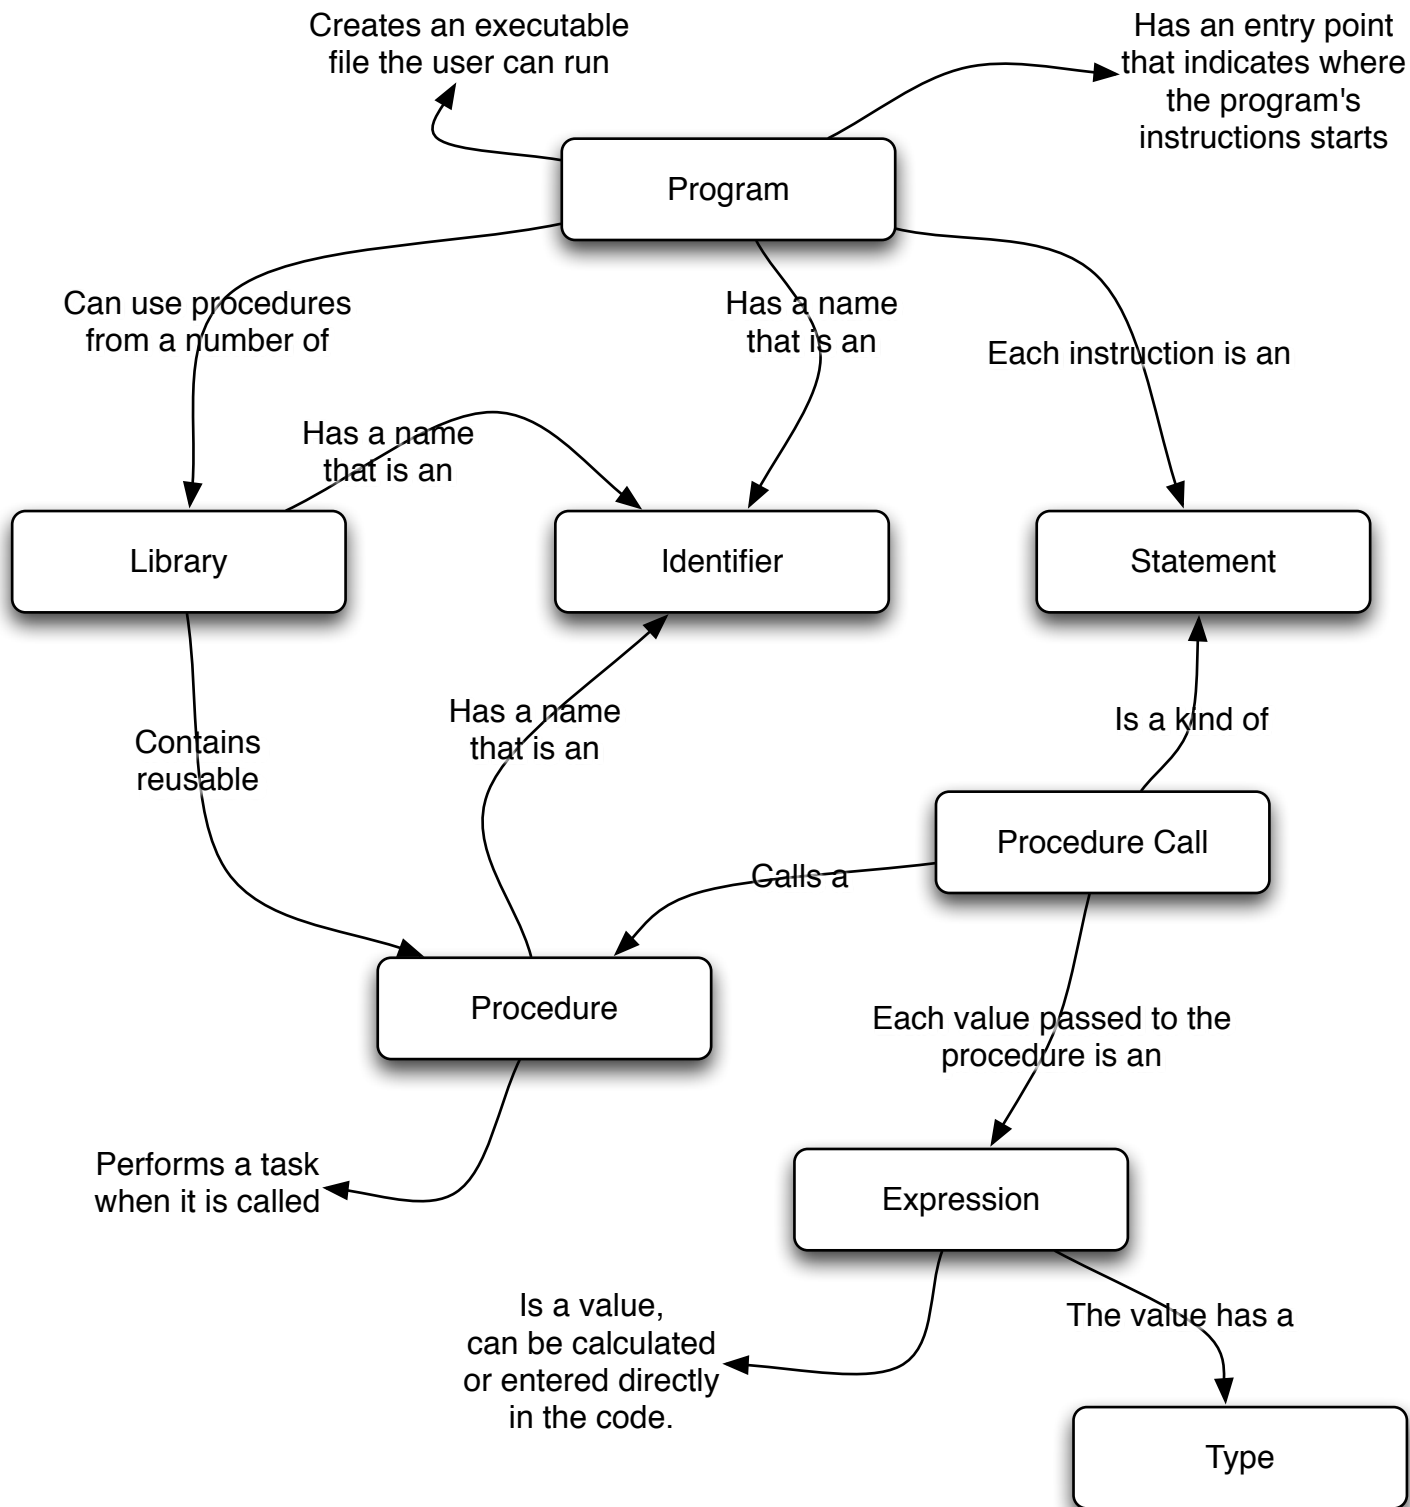 Creates an executable
file the user can run
Has an entry point
that indicates where
the program's
instructions starts
Program
Can use procedures
from a number of
Has a name
that is an
Each instruction is an
Has a name
that is an
Library
Identifier
Statement
Contains
reusable
Has a name
that is an
Is a kind of
Procedure Call
Calls a
Procedure
Each value passed to the
procedure is an
Performs a task
when it is called
Expression
Is a value,
can be calculated
or entered directly
in the code.
The value has a
Type